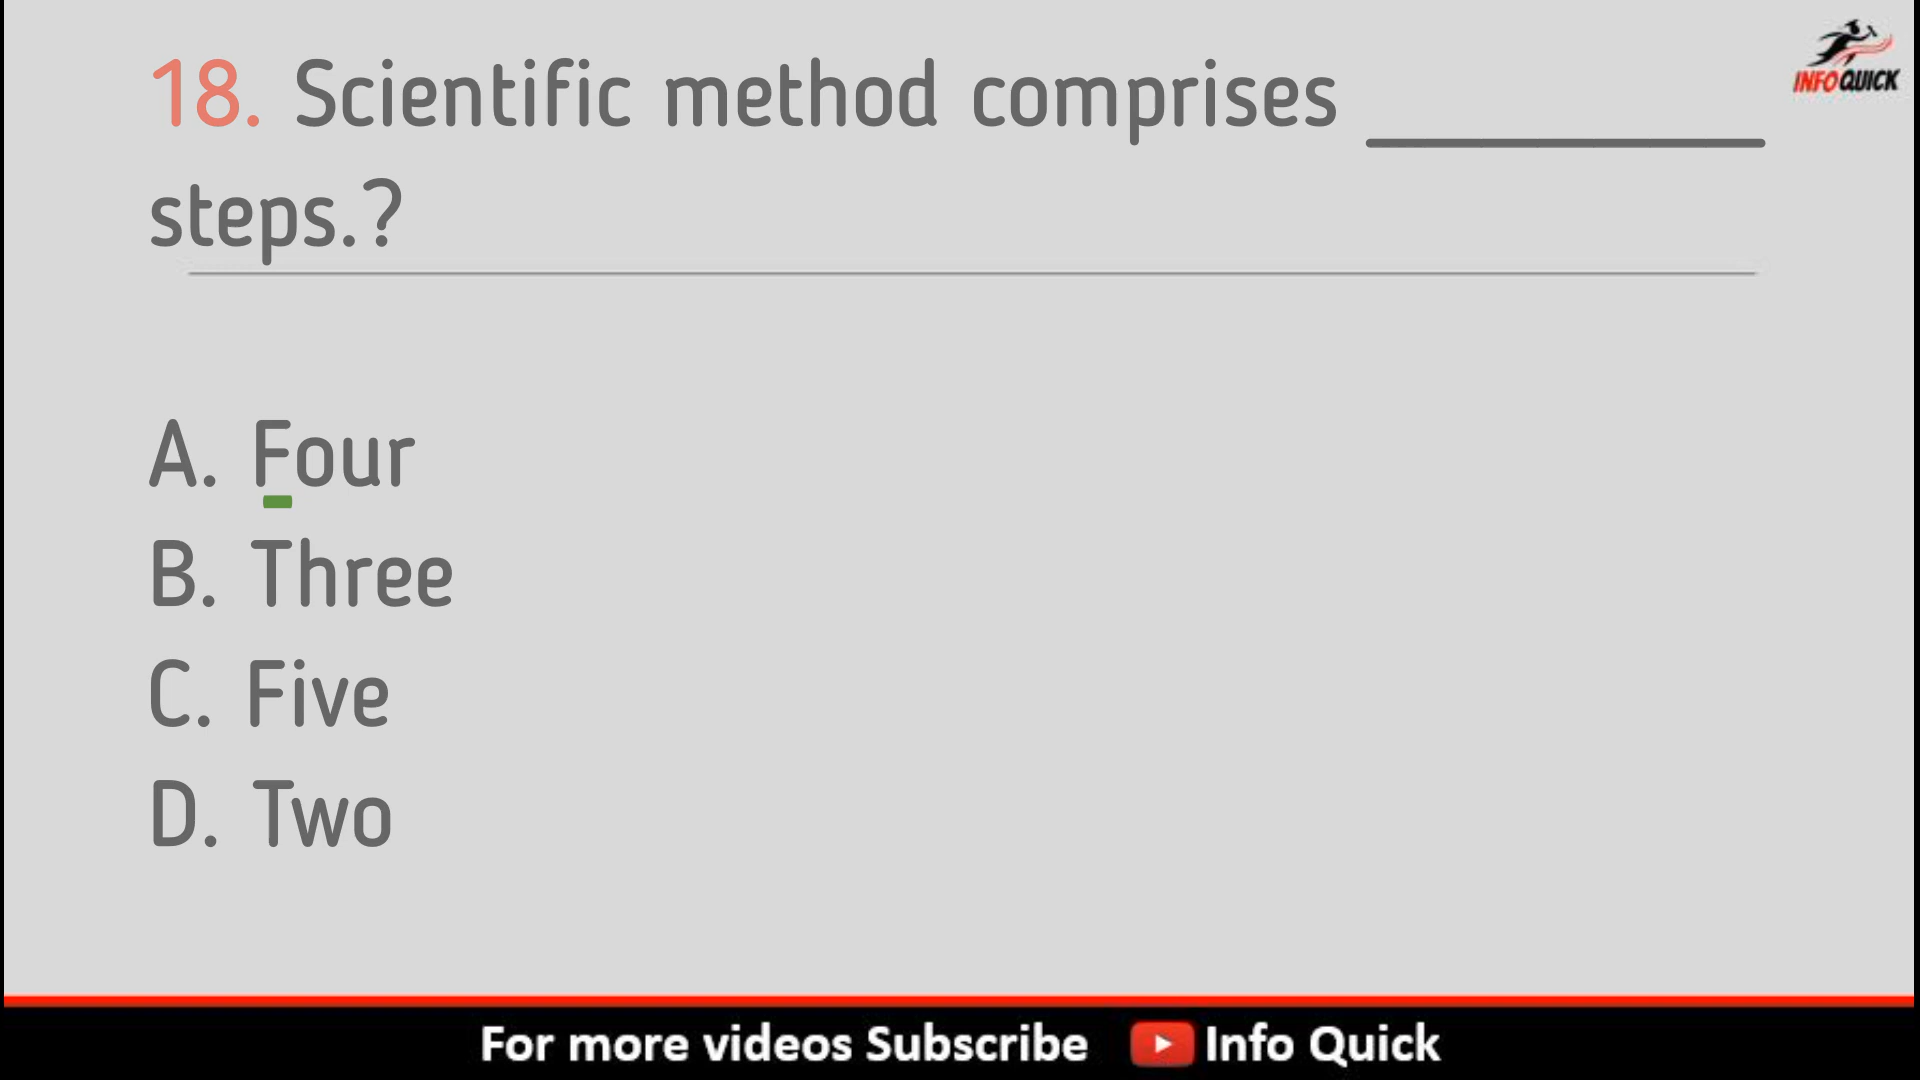 INFOQUICK
18. Scientific method comprises __________
steps.?
A. Four
B. Three
C. Five
D. Two
For more videos Subscribe Info Quick